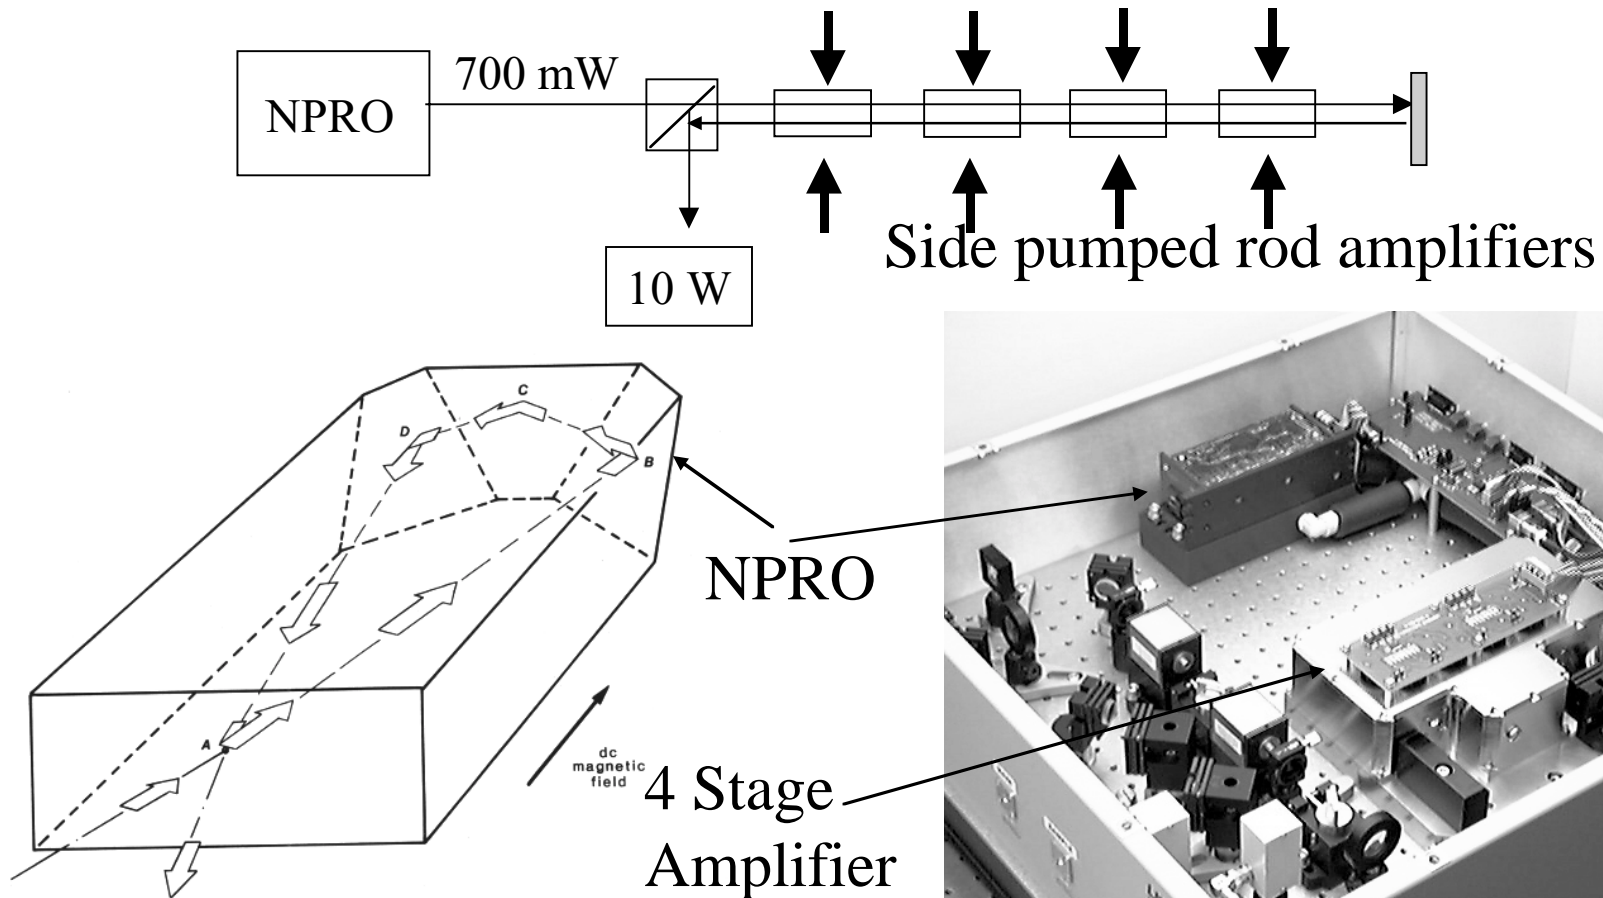 700 mW
NPRO
Side pumped rod amplifiers
10 W
C
D
B
NPRO
A
dc
magnetic
field
4 Stage
Amplifier